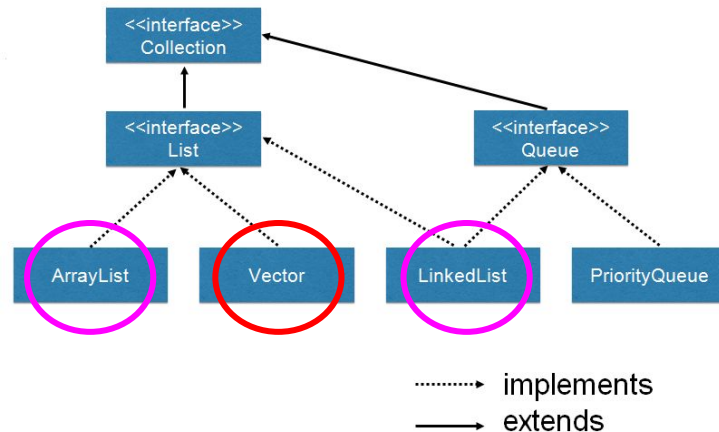 <<interface>>
Collection
<<interface>>
List
<<interface>>
Queue
ArrayList
Vector
LinkedList
PriorityQueue
implements
extends